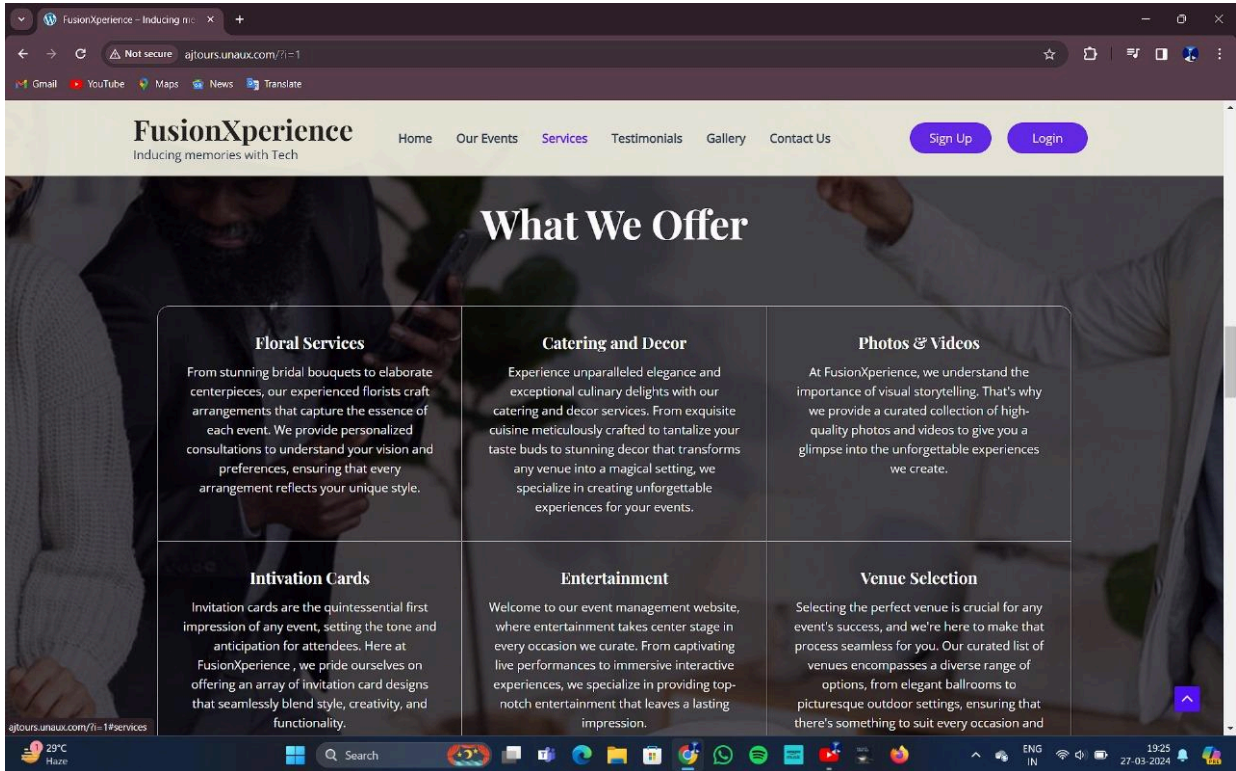 FusionXperience – Inducing me
Not secure
ajtours.unaux.com/?i=1
Gmail
YouTube
Maps
News
Translate
FusionXperience
Inducing memories with Tech
Home
Our Events
Services
Testimonials
Gallery
Contact Us
Sign Up
Login
What We Offer
Floral Services
From stunning bridal bouquets to elaborate
centerpieces, our experienced florists craft
arrangements that capture the essence of
each event. We provide personalized
consultations to understand your vision and
preferences, ensuring that every
arrangement reflects your unique style.
Catering and Decor
Experience unparalleled elegance and
exceptional culinary delights with our
catering and decor services. From exquisite
cuisine meticulously crafted to tantalize your
taste buds to stunning decor that transforms
any venue into a magical setting, we
specialize in creating unforgettable
experiences for your events.
Photos & Videos
At FusionXperience, we understand the
importance of visual storytelling. That's why
we provide a curated collection of high-
quality photos and videos to give you a
glimpse into the unforgettable experiences
we create.
Intivation Cards
Invitation cards are the quintessential first
impression of any event, setting the tone and
anticipation for attendees. Here at
FusionXperience , we pride ourselves on
offering an array of invitation card designs
that seamlessly blend style, creativity, and
functionality.
Entertainment
Welcome to our event management website,
where entertainment takes center stage in
every occasion we curate. From captivating
live performances to immersive interactive
experiences, we specialize in providing top-
notch entertainment that leaves a lasting
impression.
Venue Selection
Selecting the perfect venue is crucial for any
event's success, and we're here to make that
process seamless for you. Our curated list of
venues encompasses a diverse range of
options, from elegant ballrooms to
picturesque outdoor settings, ensuring that
there's something to suit every occasion and
ajtours.unaux.com/?i=1#services
1
29°C
Haze
Search
ENG
IN
19:25
27-03-2024